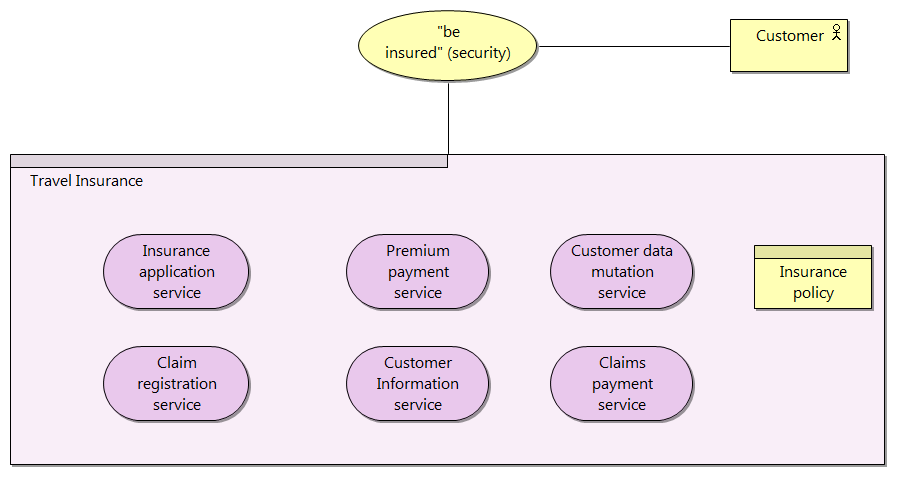 "be
insured" (security)
Customer
Travel Insurance
Insurance
application
service
Premium
payment
service
Customer data
mutation
service
Insurance
policy
Claim
registration
service
Customer
Information
service
Claims
payment
service